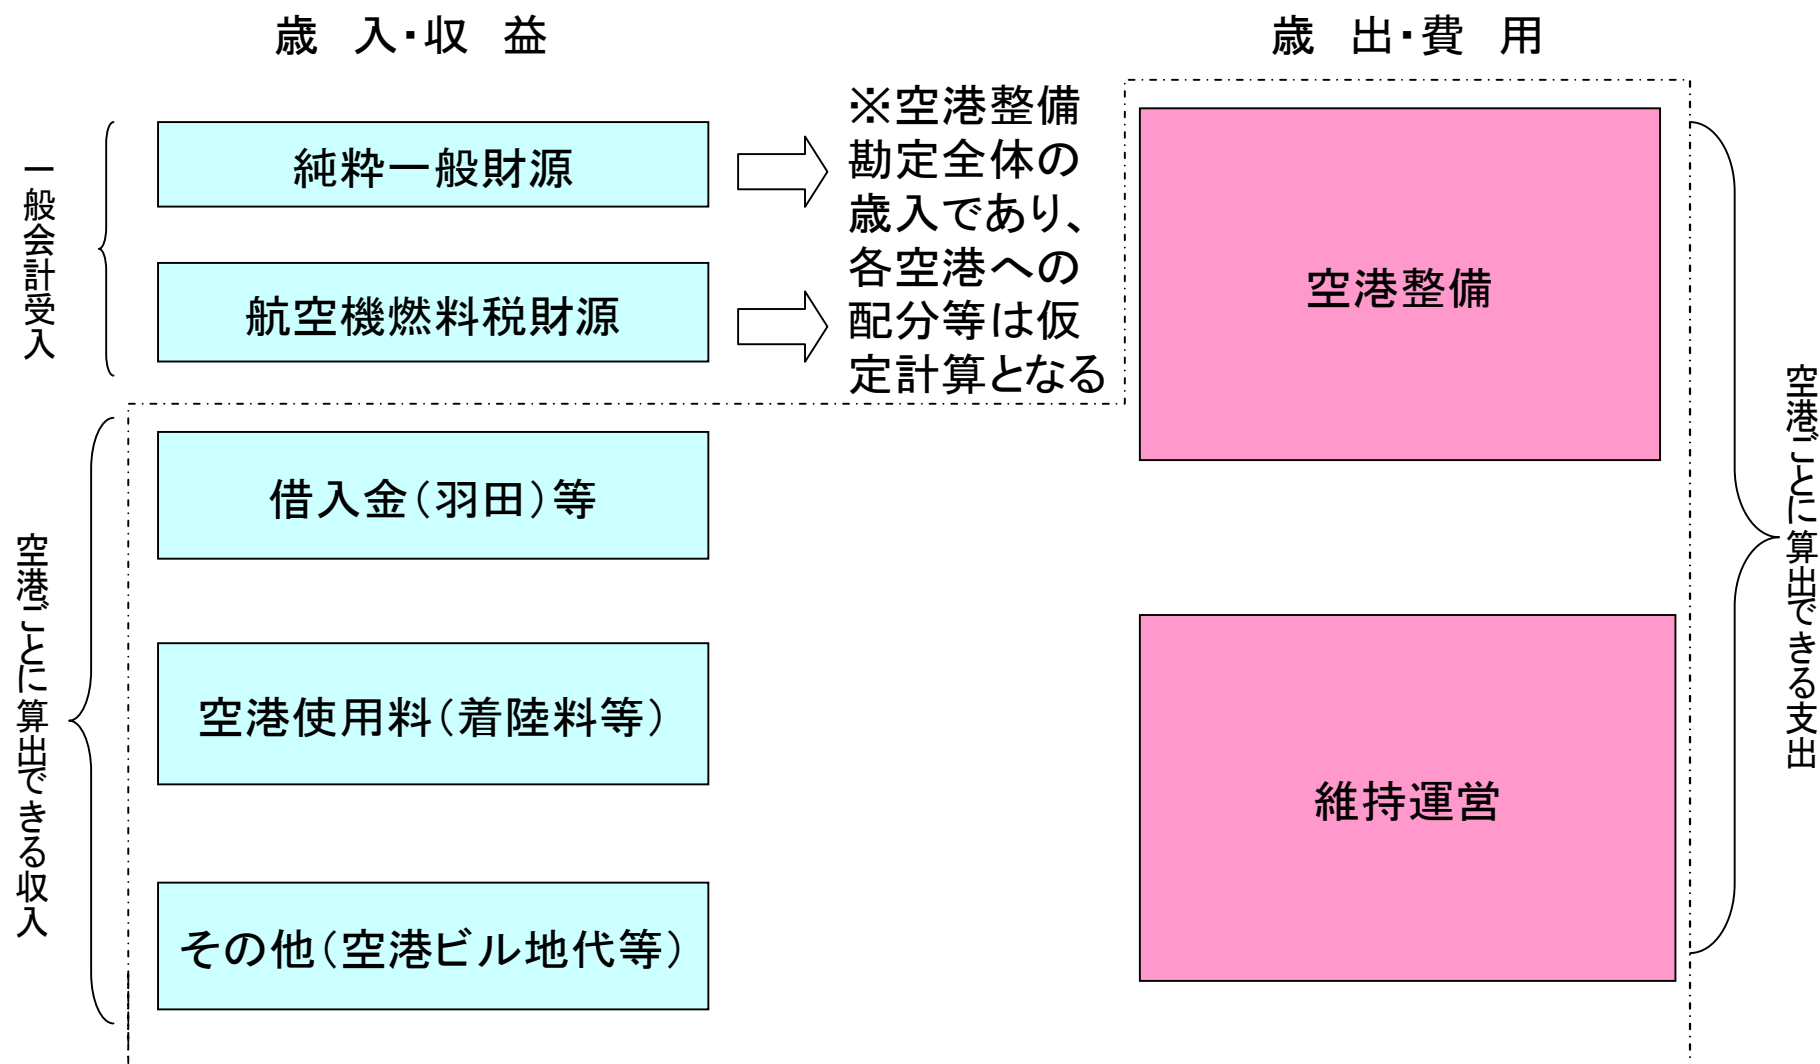 歳　入・収　益
歳　出・費　用
一般会計受入
純粋一般財源
航空機燃料税財源
※空港整備
勘定全体の
歳入であり、
各空港への
配分等は仮
定計算となる
空港ごとに算出できる収入
借入金(羽田)等
空港使用料(着陸料等)
その他(空港ビル地代等)
空港整備
維持運営
空港ごとに算出できる支出